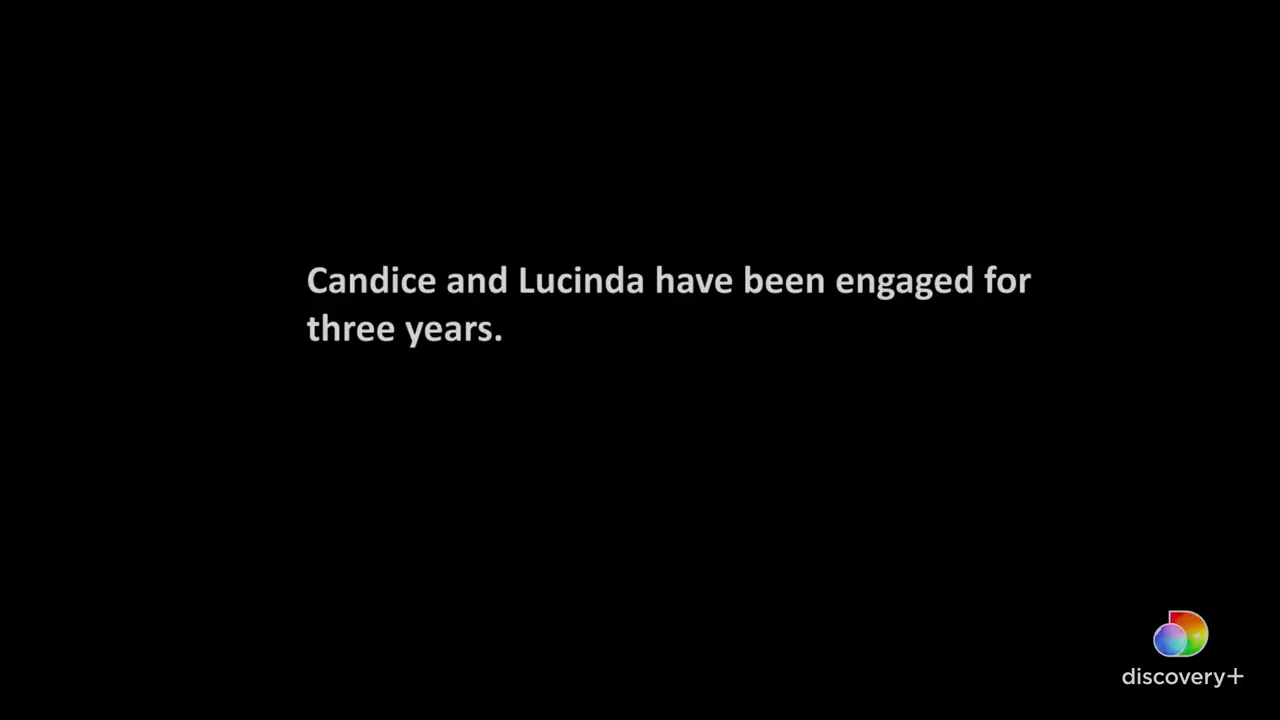 Candice and Lucinda have been engaged for
three years.
discovery+